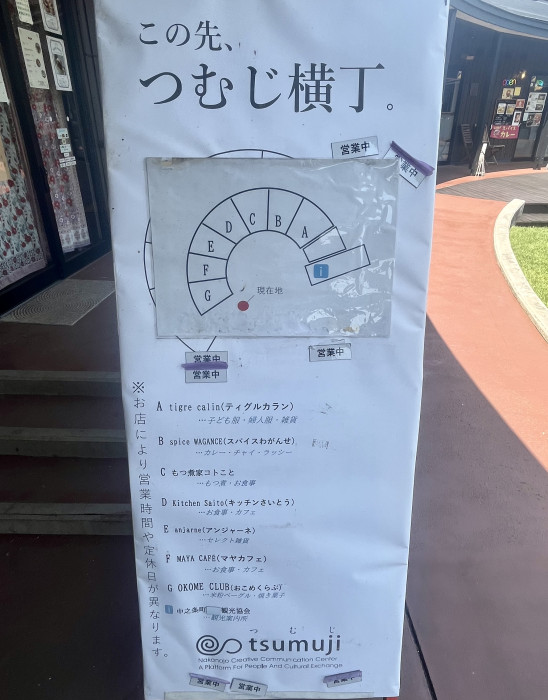 この先、
つむじ横丁。
営業中
営業中
A
B
C
D
E
F
G
i
現在地
営業中
営業中
営業中
※お店により営業時間や定休日が異なります。
A tigre calin(ティグルカラン)
…子ども服・婦人服・雑貨
B spice WAGANCE(スパイスわがんせ)
…カレー・チャイ・ラッシー
C もつ煮家コトこと
…もつ煮・お食事
D Kitchen Saito(キッチンさいとう)
…お食事・カフェ
E anjarne(アンジャーネ)
…セレクト雑貨
F MAYA CAFE(マヤカフェ)
…お食事・カフェ
G OKOME CLUB(おこめくらぶ)
…米粉ベーグル・焼き菓子
i 中之条町 観光協会
…観光案内所
つむじ
tsumuji
Nakanojo Creative Communication Center
A Platform For People And Cultural Exchange
営業中
営業中
カレー